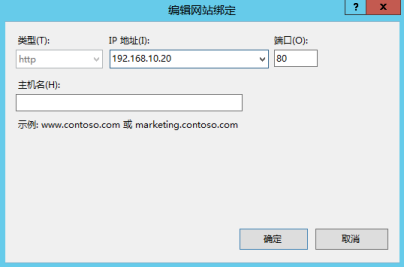 编辑网站绑定
? x
类型(T): IP 地址(I): 端口(O):
http 192.168.10.20 80
主机名(H):
示例: www.contoso.com 或 marketing.contoso.com
确定 取消